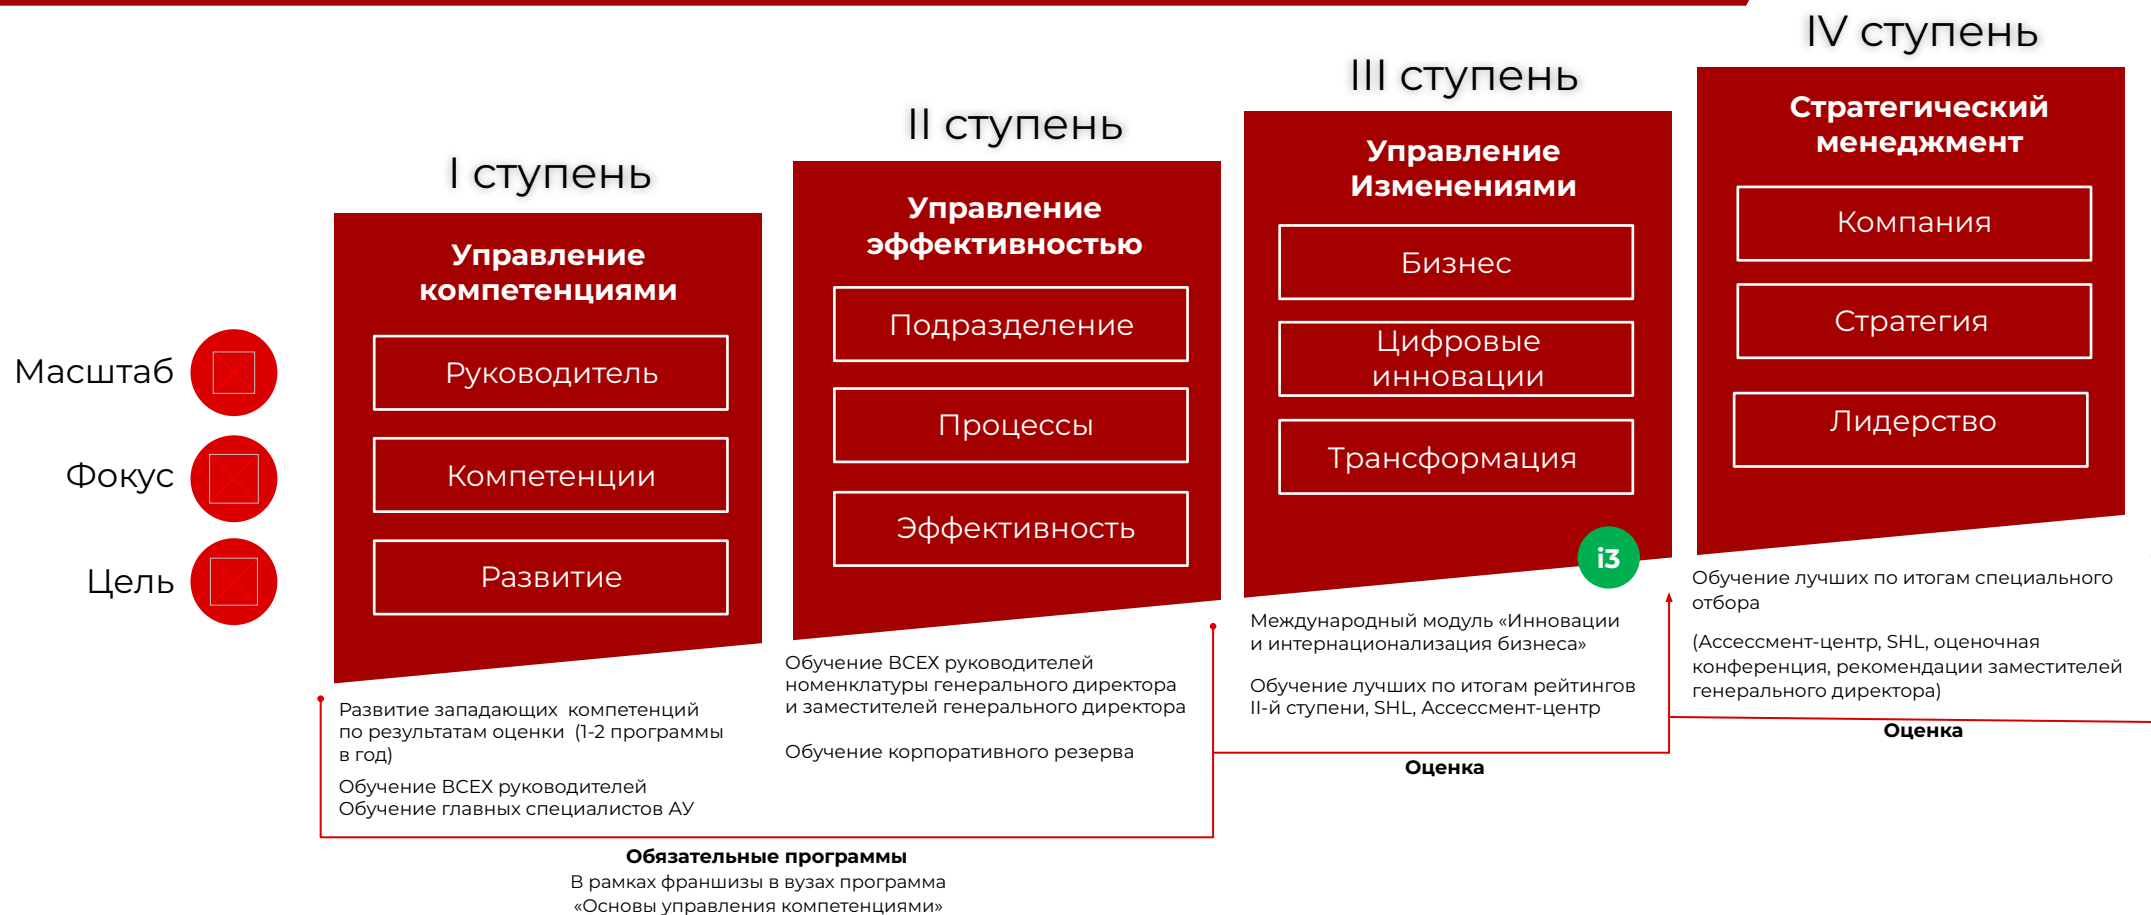 Масштаб
Фокус
Цель
I ступень
Управление
компетенциями
Руководитель
Компетенции
Развитие
Развитие западающих  компетенций
по результатам оценки  (1-2 программы
в год)
Обучение ВСЕХ руководителей
Обучение главных специалистов АУ
II ступень
Управление
эффективностью
Подразделение
Процессы
Эффективность
Обучение ВСЕХ руководителей
номенклатуры генерального директора
и заместителей генерального директора
Обучение корпоративного резерва
Обязательные программы
В рамках франшизы в вузах программа
«Основы управления компетенциями»
III ступень
Управление
Изменениями
Бизнес
Цифровые
инновации
Трансформация
i3
Международный модуль «Инновации
и интернационализация бизнеса»
Обучение лучших по итогам рейтингов
II-й ступени, SHL, Ассессмент-центр
Оценка
IV ступень
Стратегический
менеджмент
Компания
Стратегия
Лидерство
Обучение лучших по итогам специального
отбора
(Ассессмент-центр, SHL, оценочная
конференция, рекомендации заместителей
генерального директора)
Оценка